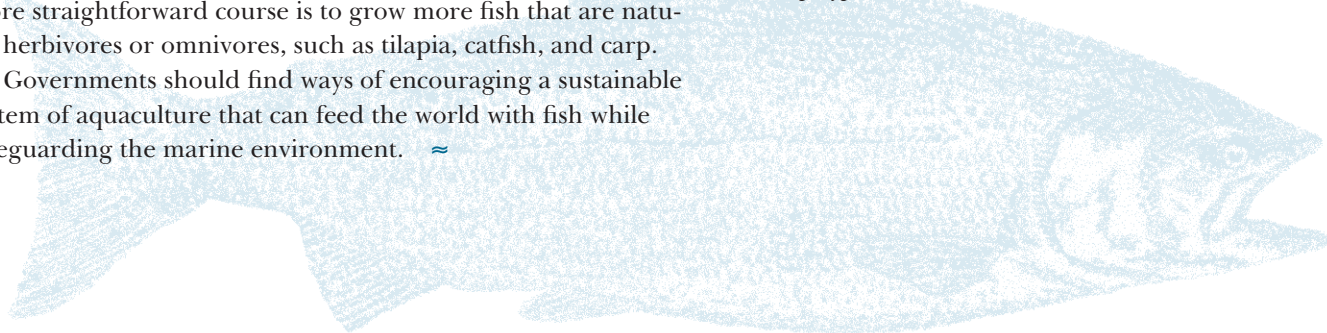 re straightforward course is to grow more fish that are natu-
herbivores or omnivores, such as tilapia, catfish, and carp.
Governments should find ways of encouraging a sustainable
tem of aquaculture that can feed the world with fish while
eguarding the marine environment. ≈